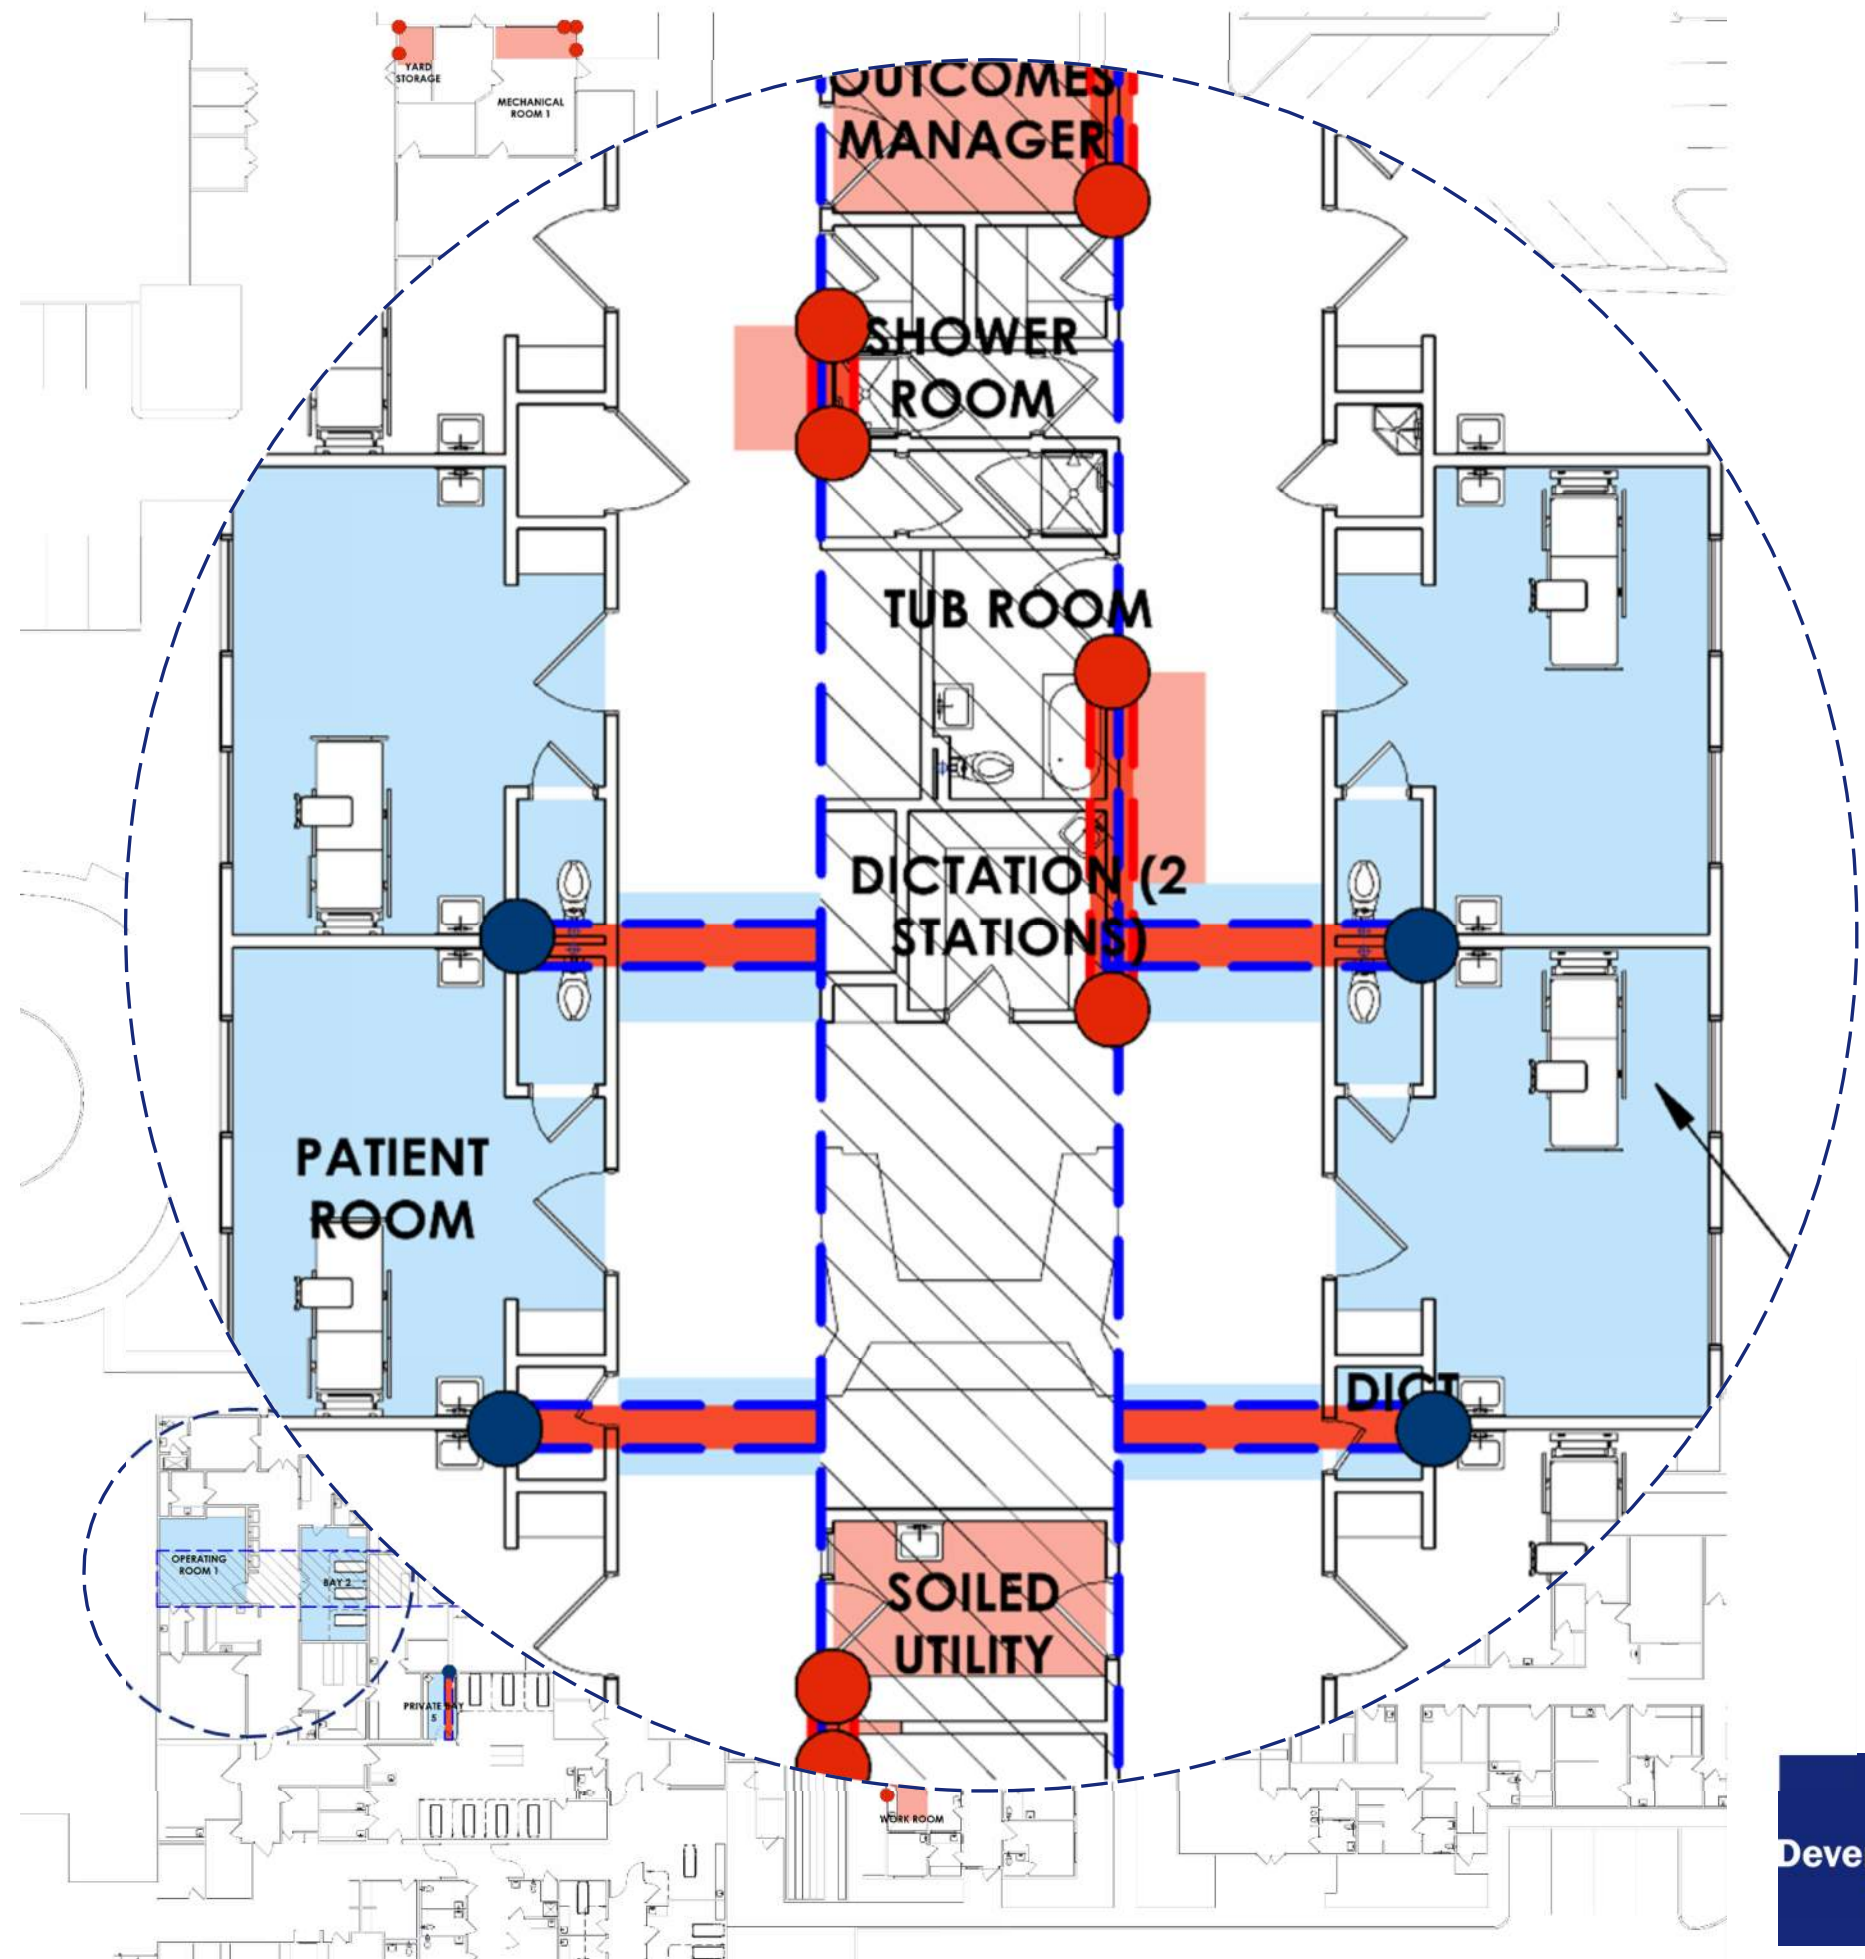 YARD
STORAGE
MECHANICAL
ROOM 1
OUTCOMES
MANAGER
SHOWER
ROOM
TUB ROOM
DICTATION (2
STATIONS)
PATIENT
ROOM
DICT
SOILED
UTILITY
OPERATING
ROOM 1
BAY 2
PRIVATE BAY
5
WORK ROOM
Deve